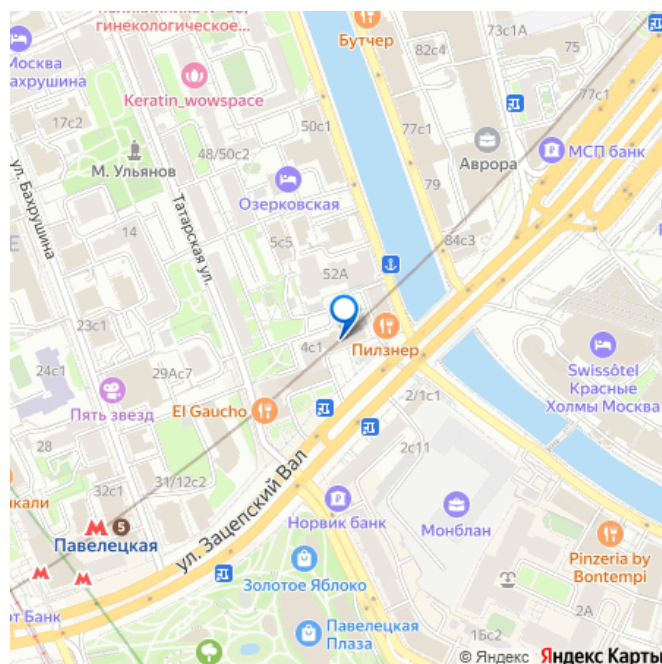 гинекологическое...
Бутчер
73с1А
75
82с4
Москва
Бахрушина
Keratin_wowspace
77с1
17с2
50с1
77с1
МСП банк
Аврора
М. Ульянов
48/50с2
ул. Бахрушина
Татарская ул.
Озерковская
79
14
5с5
84с3
52А
23с1
4с1
Пилзнер
Swissôtel
Красные
Холмы Москва
24с1
29Ас7
Пять звезд
El Gaucho
2/1с1
28
2с11
31/12с2
32с1
ул. Зацепский Вал
Норвик банк
Монблан
5
Павелецкая
Pinzeria by
Bontempi
Золотое Яблоко
2А
Павелецкая
Плаза
1Бс2
© Яндекс Яндекс Карты